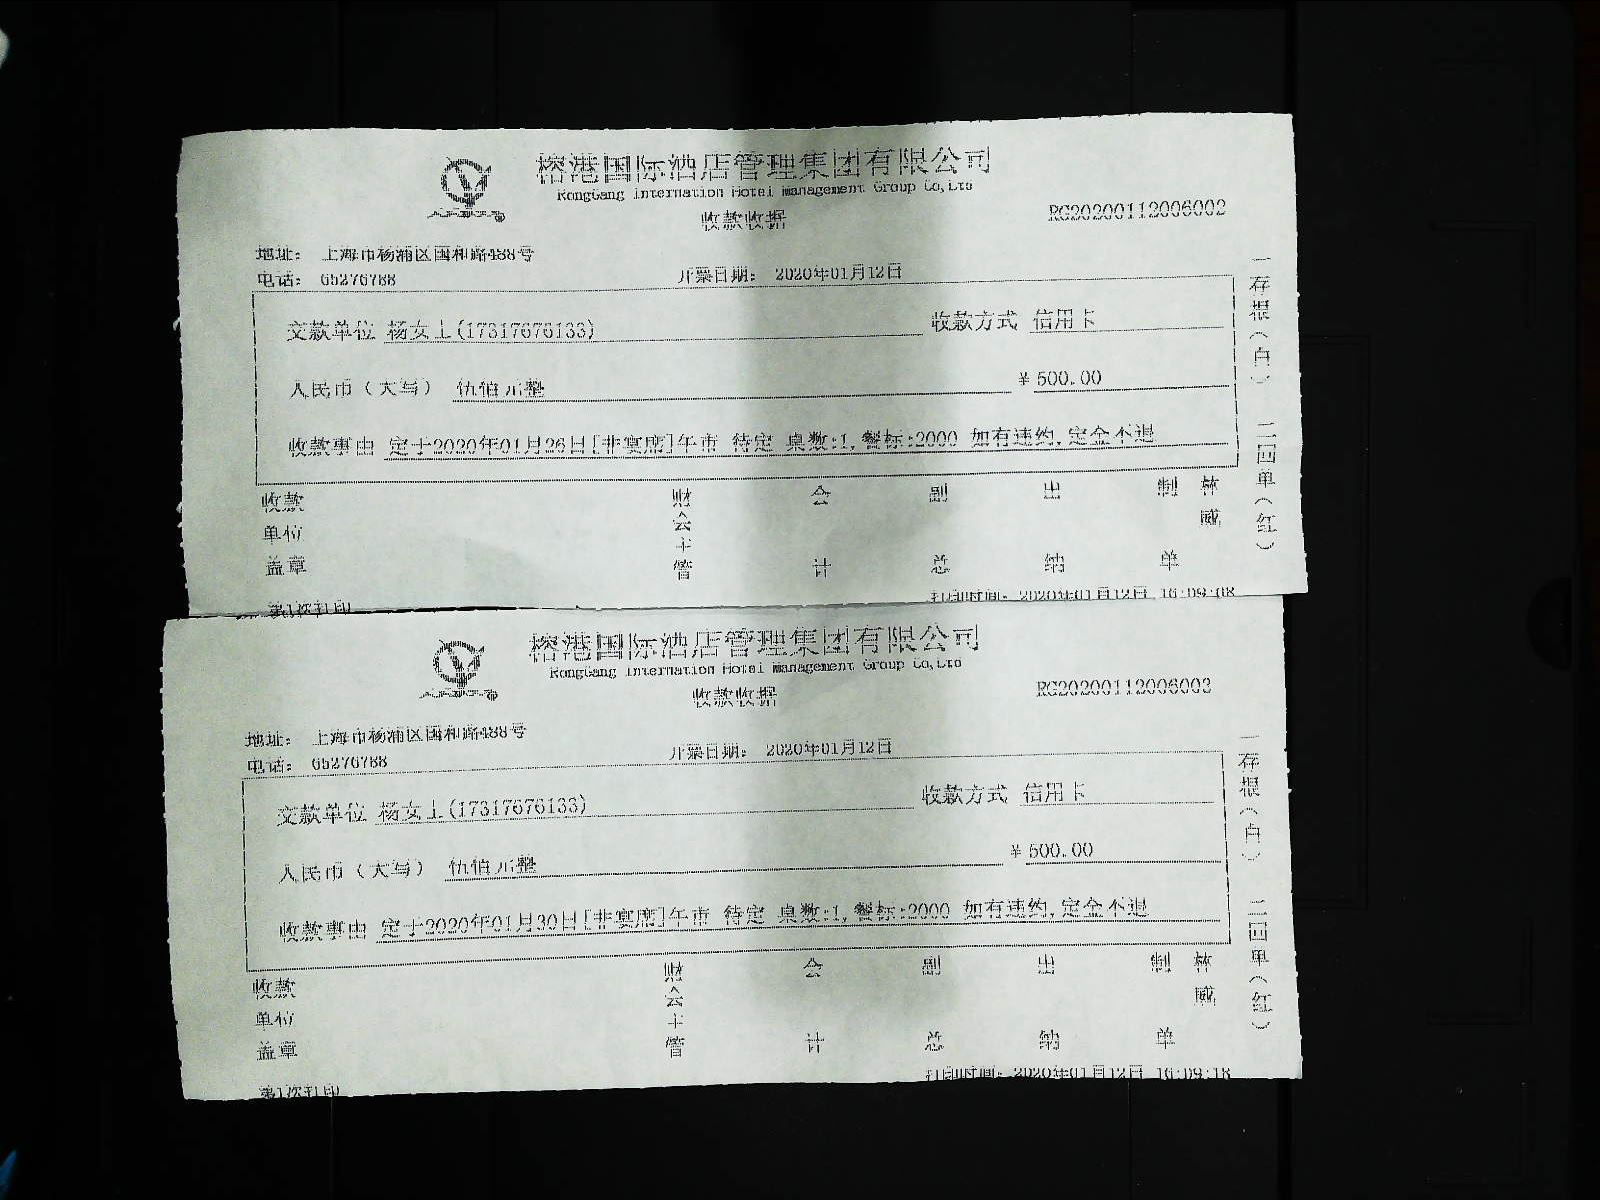 榕港国际酒店管理集团有限公司
RongGang Internation Hotel Management Group Co,Ltd
收款收据
RG20200112006002
地址： 上海市杨浦区国和路488号
电话： 65276788
开票日期： 2020年01月12日
交款单位 杨女士(17317676133)
收款方式 信用卡
人民币（大写） 伍佰元整
¥500.00
收款事由 定于2020年01月26日[非宴席]午市 待定 桌数:1,餐标:2000 如有违约,定金不退
收款单位盖章
财会主管
会计
副总
出纳
制单
林威
一存根（白） 二回单（红）
第1次打印
打印时间：2020年01月12日 16:09:08
榕港国际酒店管理集团有限公司
RongGang Internation Hotel Management Group Co,Ltd
收款收据
RG20200112006003
地址： 上海市杨浦区国和路488号
电话： 65276788
开票日期： 2020年01月12日
交款单位 杨女士(17317676133)
收款方式 信用卡
人民币（大写） 伍佰元整
¥500.00
收款事由 定于2020年01月30日[非宴席]午市 待定 桌数:1,餐标:2000 如有违约,定金不退
收款单位盖章
财会主管
会计
副总
出纳
制单
林威
一存根（白） 二回单（红）
第1次打印
打印时间：2020年01月12日 16:09:18